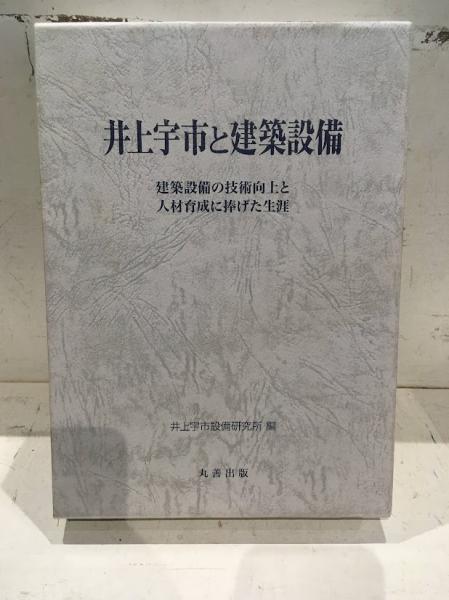 井上宇市と建築設備
建築設備の技術向上と
人材育成に捧げた生涯
井上宇市設備研究所 編
丸善出版